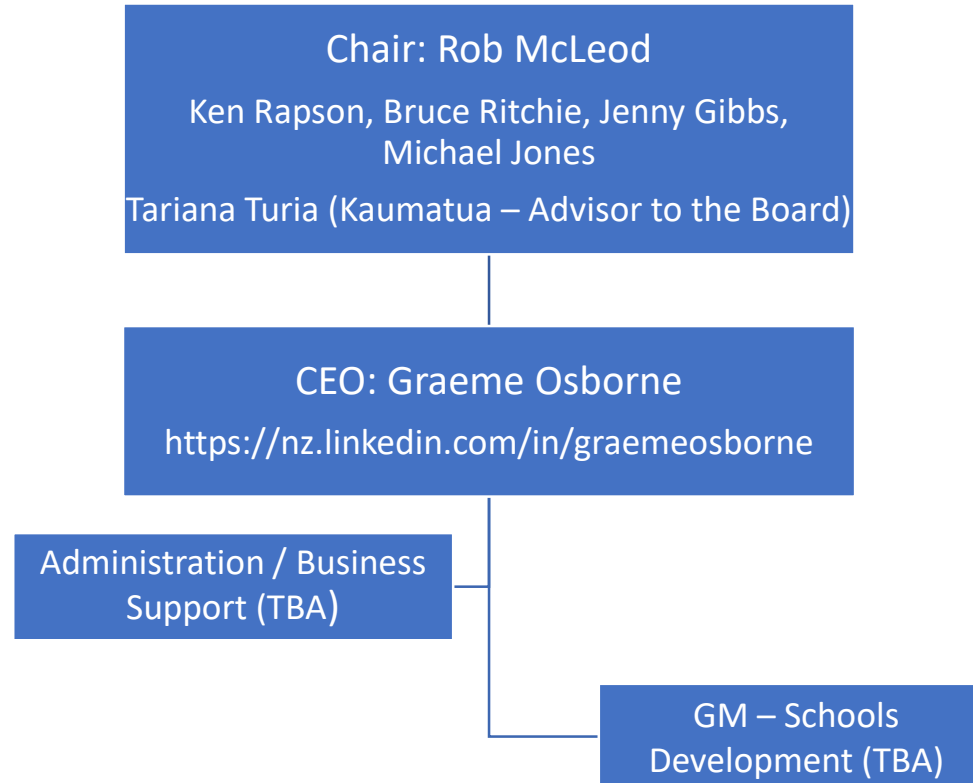 Chair: Rob McLeod
Ken Rapson, Bruce Ritchie, Jenny Gibbs,
Michael Jones
Tariana Turia (Kaumatua – Advisor to the Board)
CEO: Graeme Osborne
https://nz.linkedin.com/in/graemeosborne
Administration / Business
Support (TBA)
GM – Schools
Development (TBA)